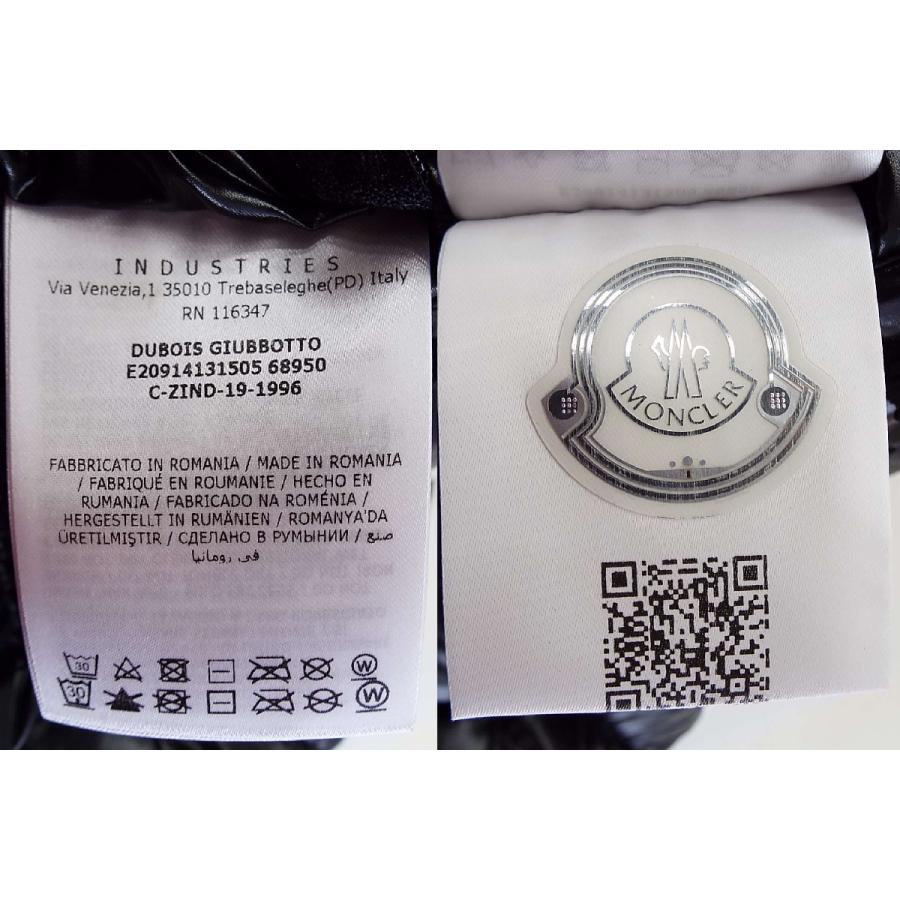 INDUSTRIES
Via Venezia,1 35010 Trebaseleghe(PD) Italy
RN 116347
DUBOIS GIUBBOTTO
E20914131505 68950
C-ZIND-19-1996
FABBRICATO IN ROMANIA / MADE IN ROMANIA
/ FABRIQUÉ EN ROUMANIE / HECHO EN
RUMANIA / FABRICADO NA ROMÉNIA /
HERGESTELLT IN RUMÄNIEN / ROMANYA'DA
ÜRETILMIŞTIR / СДЕЛАНО В РУМЫНИИ / صنع
في رومانيا
30
W
30
W
MONCLER